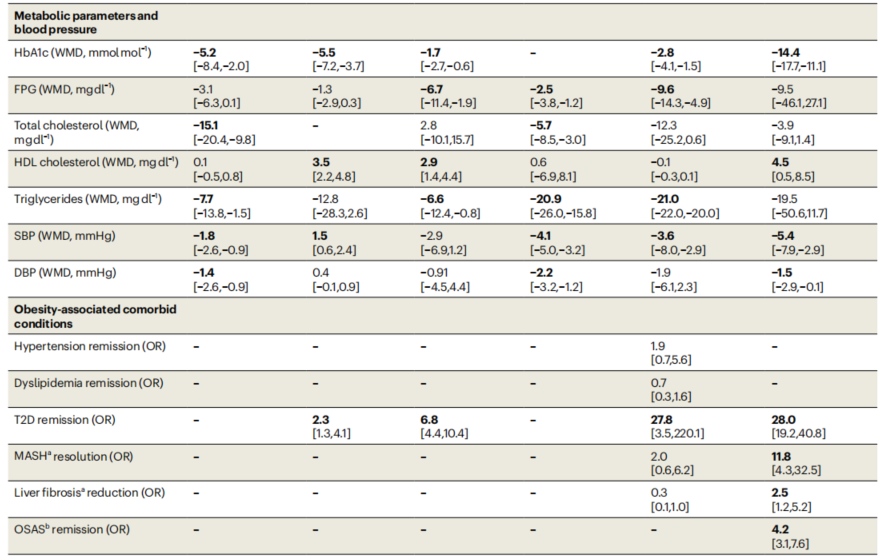 Metabolic parameters and
blood pressure
HbA1c (WMD, mmol mol⁻¹) −5.2 −5.5 −1.7 – −2.8 −14.4
[−8.4,−2.0] [−7.2,−3.7] [−2.7,−0.6] [−4.1,−1.5] [−17.7,−11.1]
FPG (WMD, mg dl⁻¹) −3.1 −1.3 −6.7 −2.5 −9.6 −9.5
[−6.3,0.1] [−2.9,0.3] [−11.4,−1.9] [−3.8,−1.2] [−14.3,−4.9] [−46.1,27.1]
Total cholesterol (WMD, −15.1 – 2.8 −5.7 −12.3 −3.9
mg dl⁻¹) [−20.4,−9.8] [−10.1,15.7] [−8.5,−3.0] [−25.2,0.6] [−9.1,1.4]
HDL cholesterol (WMD, mg dl⁻¹) 0.1 3.5 2.9 0.6 −0.1 4.5
[−0.5,0.8] [2.2,4.8] [1.4,4.4] [−6.9,8.1] [−0.3,0.1] [0.5,8.5]
Triglycerides (WMD, mg dl⁻¹) −7.7 −12.8 −6.6 −20.9 −21.0 −19.5
[−13.8,−1.5] [−28.3,2.6] [−12.4,−0.8] [−26.0,−15.8] [−22.0,−20.0] [−50.6,11.7]
SBP (WMD, mmHg) −1.8 1.5 −2.9 −4.1 −3.6 −5.4
[−2.6,−0.9] [0.6,2.4] [−6.9,1.2] [−5.0,−3.2] [−8.0,−2.9] [−7.9,−2.9]
DBP (WMD, mmHg) −1.4 0.4 −0.91 −2.2 −1.9 −1.5
[−2.6,−0.9] [−0.1,0.9] [−4.5,4.4] [−3.2,−1.2] [−6.1,2.3] [−2.9,−0.1]
Obesity-associated comorbid
conditions
Hypertension remission (OR) – – – – 1.9 –
[0.7,5.6]
Dyslipidemia remission (OR) – – – – 0.7 –
[0.3,1.6]
T2D remission (OR) – 2.3 6.8 – 27.8 28.0
[1.3,4.1] [4.4,10.4] [3.5,220.1] [19.2,40.8]
MASHᵃ resolution (OR) – – – – 2.0 11.8
[0.6,6.2] [4.3,32.5]
Liver fibrosisᵃ reduction (OR) – – – – 0.3 2.5
[0.1,1.0] [1.2,5.2]
OSASᵇ remission (OR) – – – – – 4.2
[3.1,7.6]